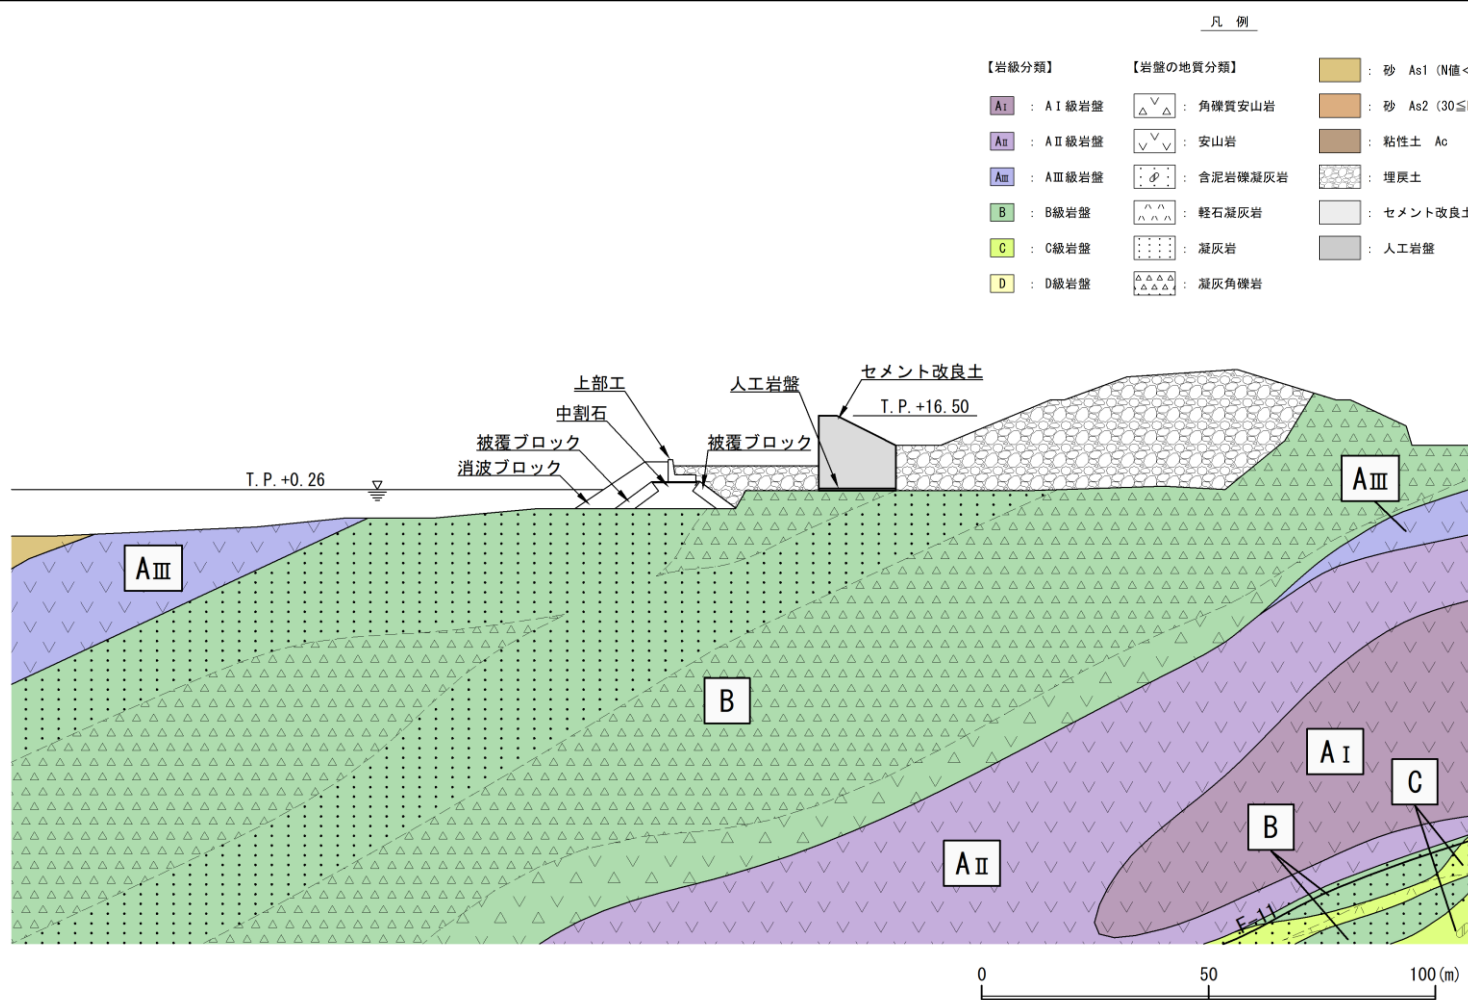 凡 例
【岩級分類】
AⅠ : AⅠ級岩盤
AⅡ : AⅡ級岩盤
AⅢ : AⅢ級岩盤
B : B級岩盤
C : C級岩盤
D : D級岩盤
【岩盤の地質分類】
: 角礫質安山岩
: 安山岩
: 含泥岩礫凝灰岩
: 軽石凝灰岩
: 凝灰岩
: 凝灰角礫岩
: 砂 As1 (N値<
: 砂 As2 (30≦
: 粘性土 Ac
: 埋戻土
: セメント改良土
: 人工岩盤
上部工
中割石
被覆ブロック
消波ブロック
T.P.+0.26
被覆ブロック
人工岩盤
セメント改良土
T.P.+16.50
AⅢ
AⅢ
B
AⅠ
C
B
AⅡ
F-11
0 50 100(m)